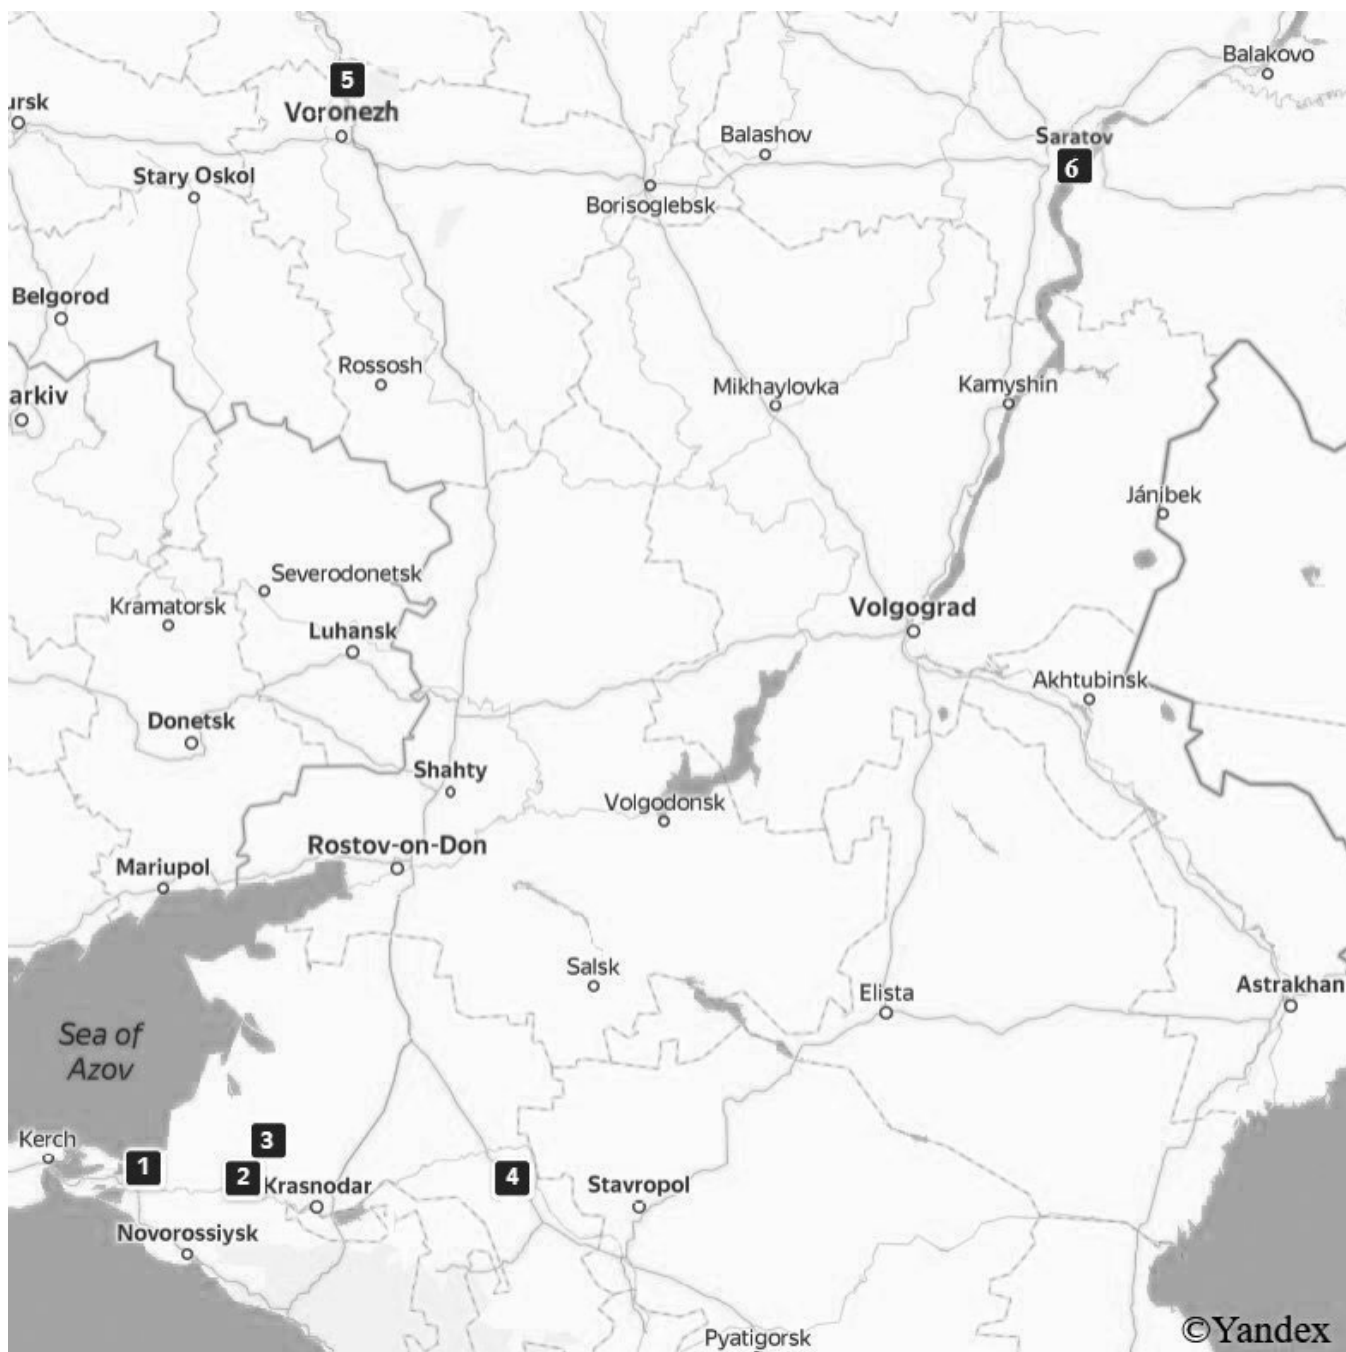 Balakovo
5
Voronezh
ursk
Balashov
Saratov
6
Stary Oskol
Borisoglebsk
Belgorod
Rossosh
Mikhaylovka
Kamyshin
arkiv
Jánibek
Severodonetsk
Kramatorsk
Volgograd
Luhansk
Akhtubinsk
Donetsk
Shahty
Volgodonsk
Rostov-on-Don
Mariupol
Salsk
Elista
Astrakhan
Sea of
Azov
Kerch
3
1
2
4
Krasnodar
Stavropol
Novorossiysk
Pyatigorsk
©Yandex